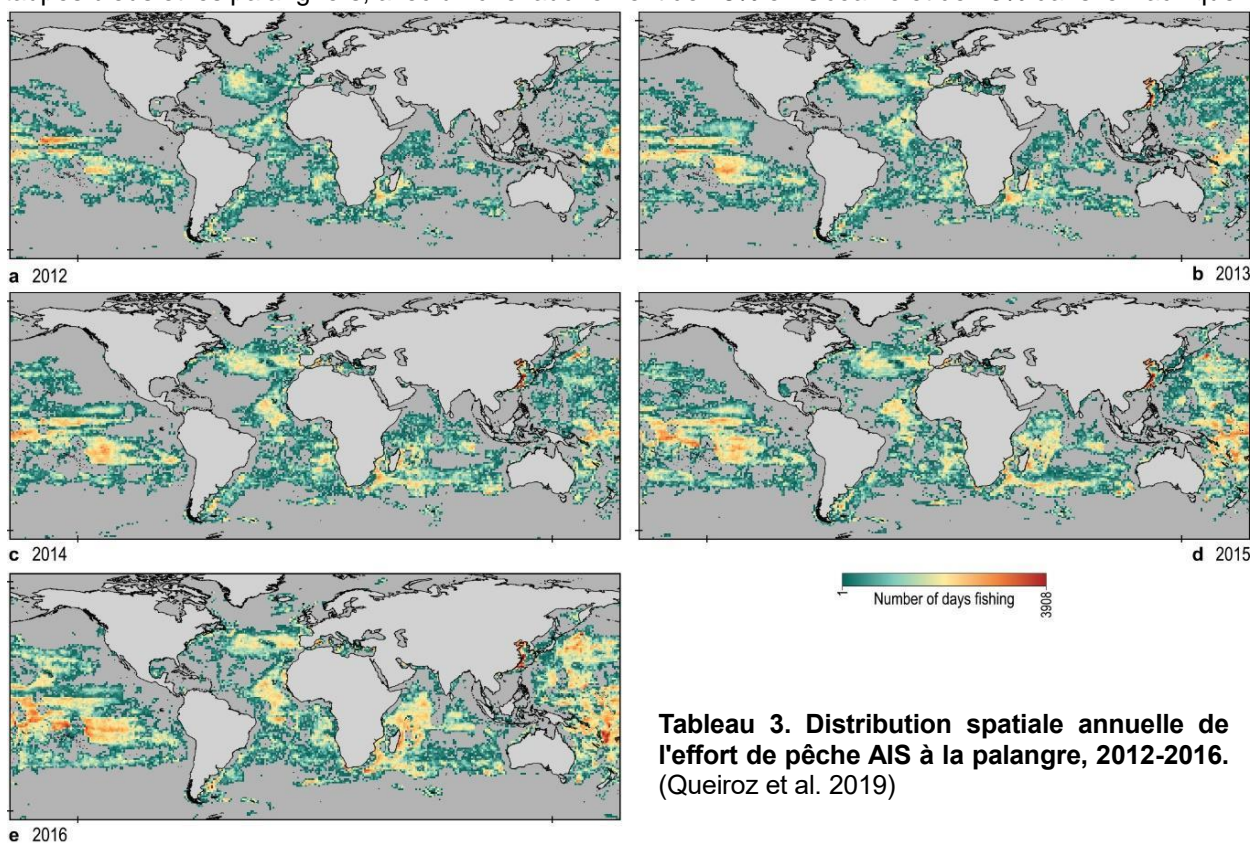 a 2012
b 2013
c 2014
d 2015
1
Number of days fishing
3908
e 2016
Tableau 3. Distribution spatiale annuelle de
l'effort de pêche AIS à la palangre, 2012-2016.
(Queiroz et al. 2019)